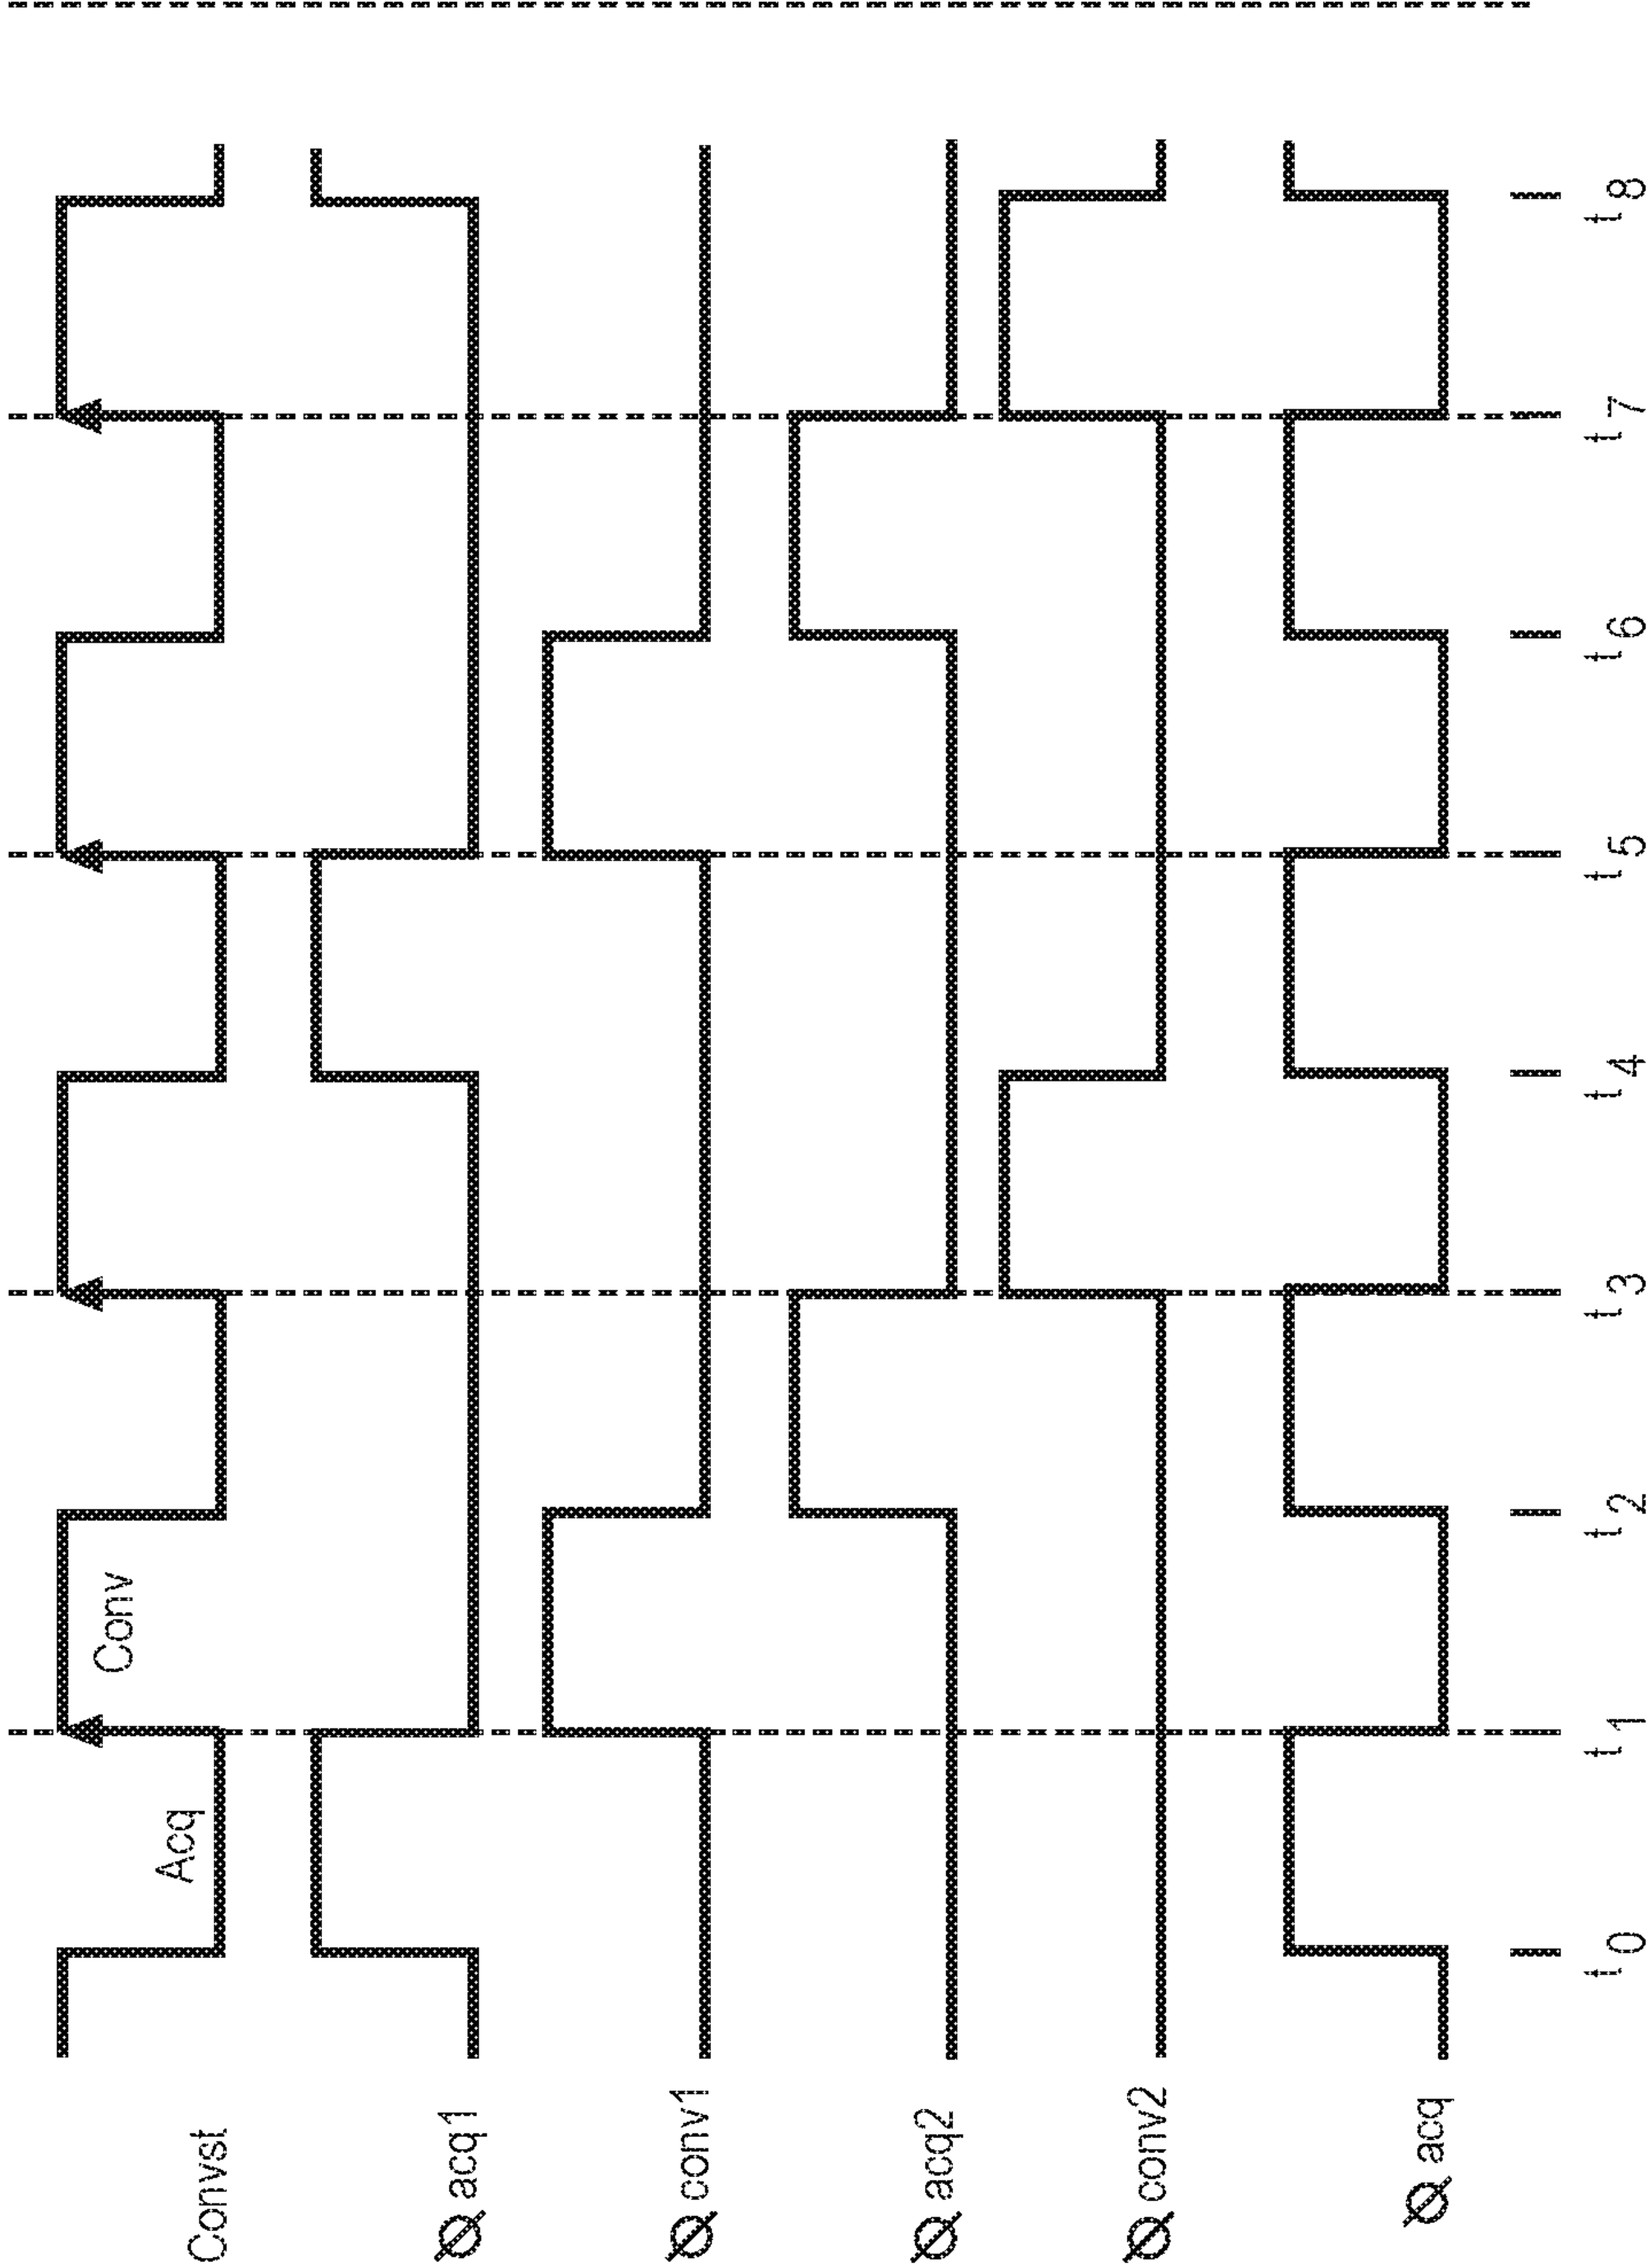 Convst
Acq
Conv
Ø acq1
Ø conv1
Ø acq2
Ø conv2
Ø acq
t0 t1 t2 t3 t4 t5 t6 t7 t8